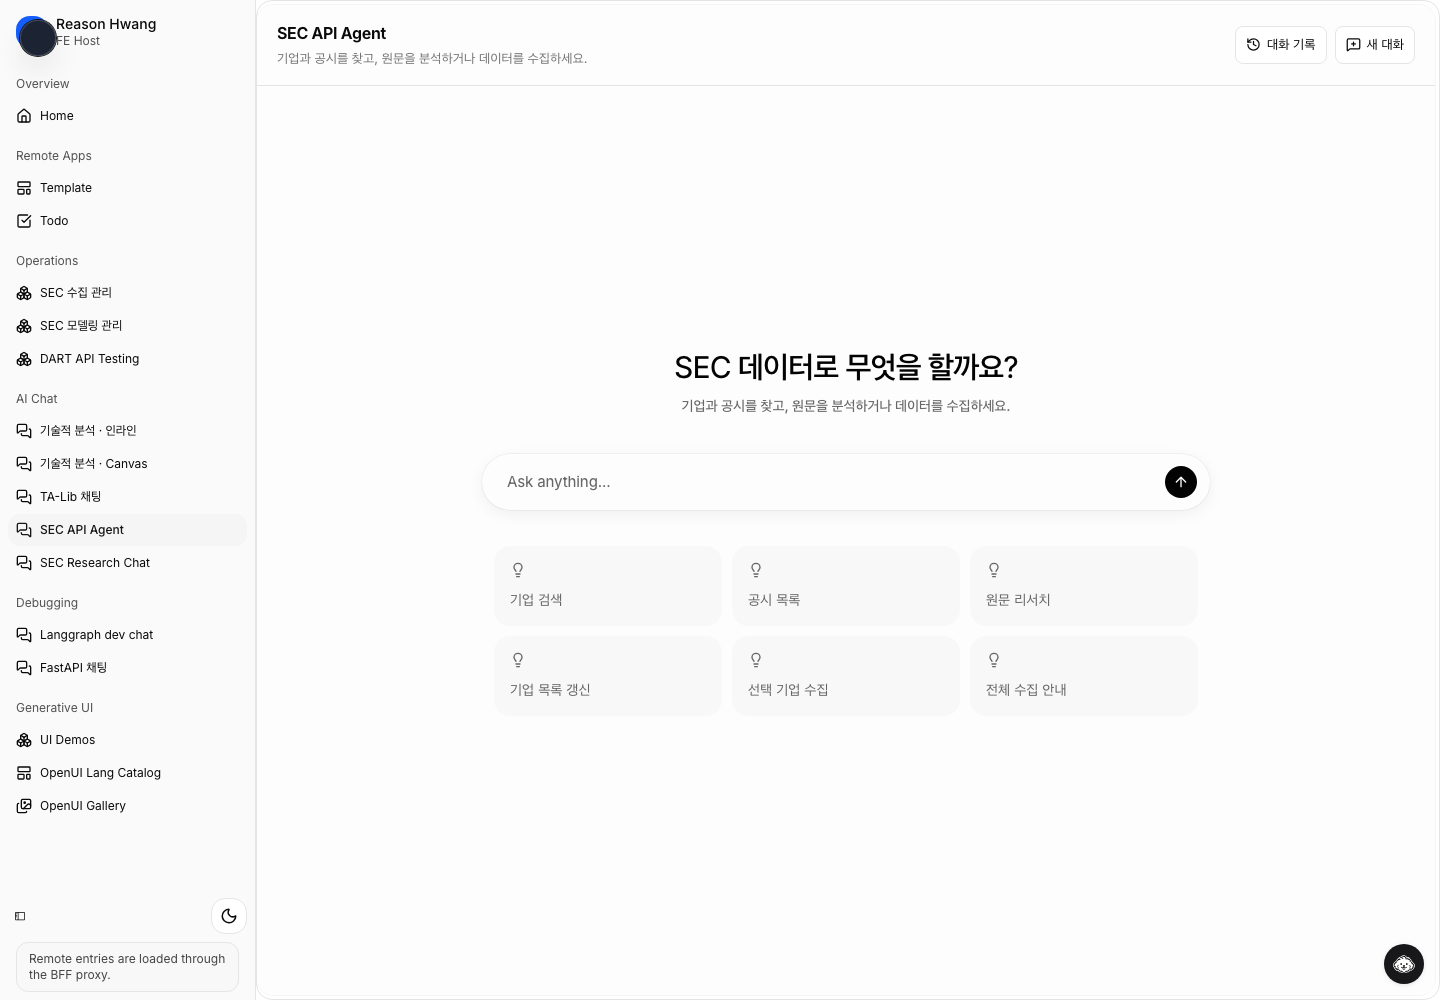 Reason Hwang
FE Host
Overview
Home
Remote Apps
Template
Todo
Operations
SEC 수집 관리
SEC 모델링 관리
DART API Testing
AI Chat
기술적 분석 · 인라인
기술적 분석 · Canvas
TA-Lib 채팅
SEC API Agent
SEC Research Chat
Debugging
Langgraph dev chat
FastAPI 채팅
Generative UI
UI Demos
OpenUI Lang Catalog
OpenUI Gallery
Remote entries are loaded through
the BFF proxy.
SEC API Agent
기업과 공시를 찾고, 원문을 분석하거나 데이터를 수집하세요.
대화 기록
새 대화
SEC 데이터로 무엇을 할까요?
기업과 공시를 찾고, 원문을 분석하거나 데이터를 수집하세요.
Ask anything...
기업 검색
공시 목록
원문 리서치
기업 목록 갱신
선택 기업 수집
전체 수집 안내